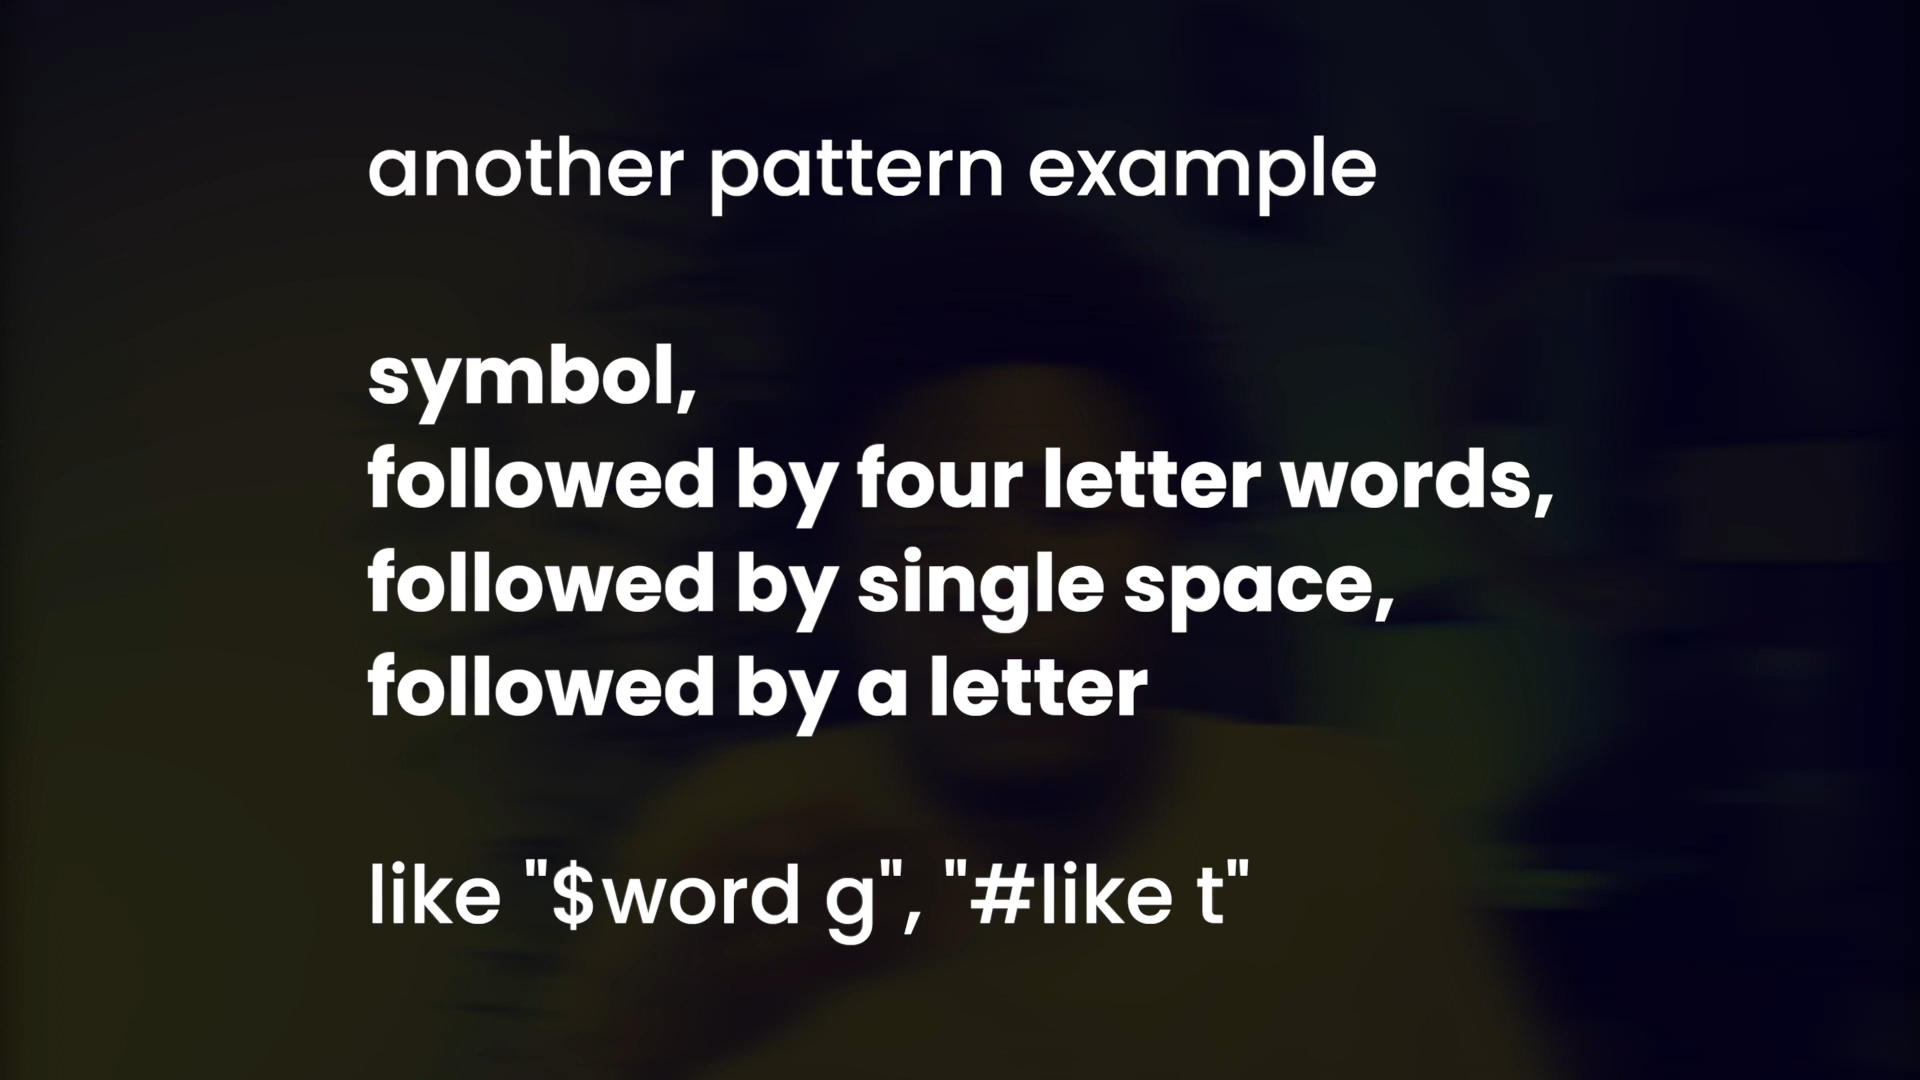 another pattern example
symbol,
followed by four letter words,
followed by single space,
followed by a letter
like "$word g", "#like t"